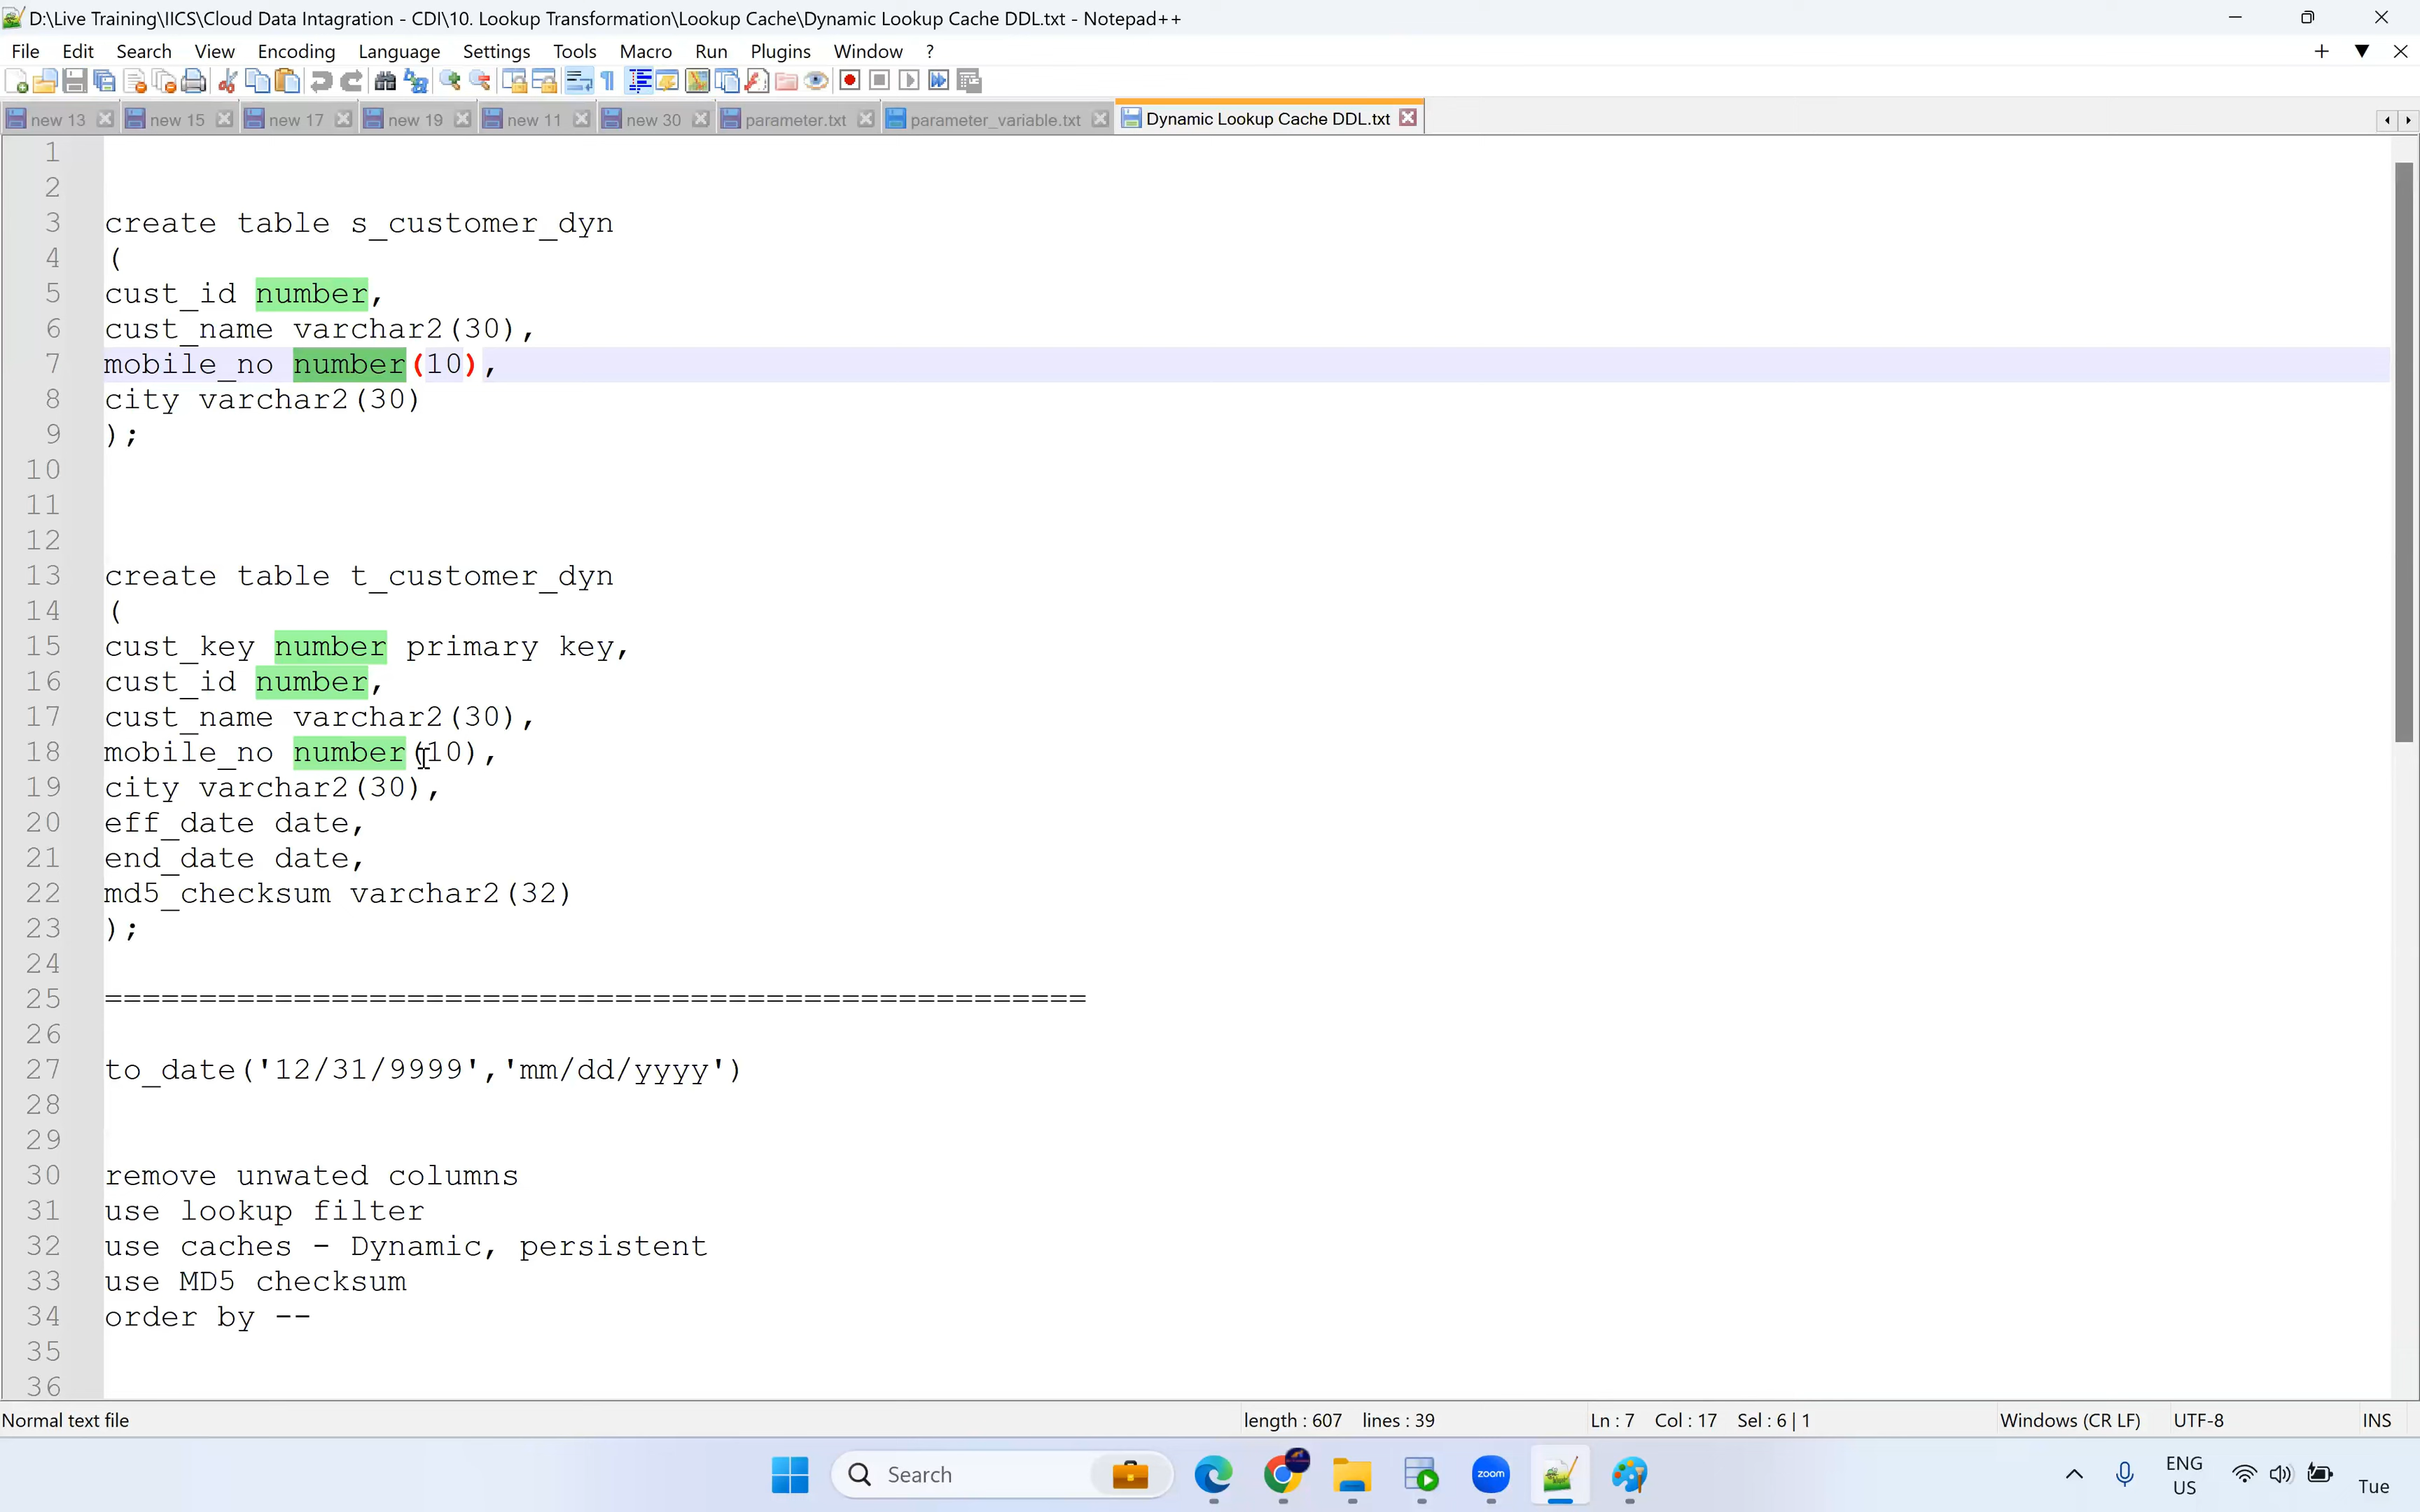 D:\Live Training\IICS\Cloud Data Intagration - CDI\10. Lookup Transformation\Lookup Cache\Dynamic Lookup Cache DDL.txt - Notepad++
File Edit Search View Encoding Language Settings Tools Macro Run Plugins Window ?
new 13 new 15 new 17 new 19 new 11 new 30 parameter.txt parameter_variable.txt Dynamic Lookup Cache DDL.txt
1
2
3 create table s_customer_dyn
4 (
5 cust_id number,
6 cust_name varchar2(30),
7 mobile_no number(10),
8 city varchar2(30)
9 );
10
11
12
13 create table t_customer_dyn
14 (
15 cust_key number primary key,
16 cust_id number,
17 cust_name varchar2(30),
18 mobile_no number(10),
19 city varchar2(30),
20 eff_date date,
21 end_date date,
22 md5_checksum varchar2(32)
23 );
24
25 ====================================================
26
27 to_date('12/31/9999','mm/dd/yyyy')
28
29
30 remove unwated columns
31 use lookup filter
32 use caches - Dynamic, persistent
33 use MD5 checksum
34 order by --
35
36
Normal text file length : 607 lines : 39 Ln : 7 Col : 17 Sel : 6 | 1 Windows (CR LF) UTF-8 INS
Search zoom ENG
US Tue